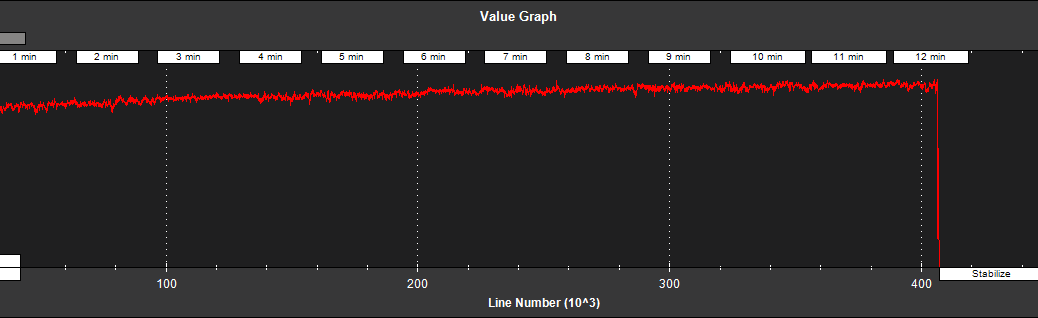 Value Graph
1 min 2 min 3 min 4 min 5 min 6 min 7 min 8 min 9 min 10 min 11 min 12 min
Stabilize
100 200 300 400
Line Number (10^3)